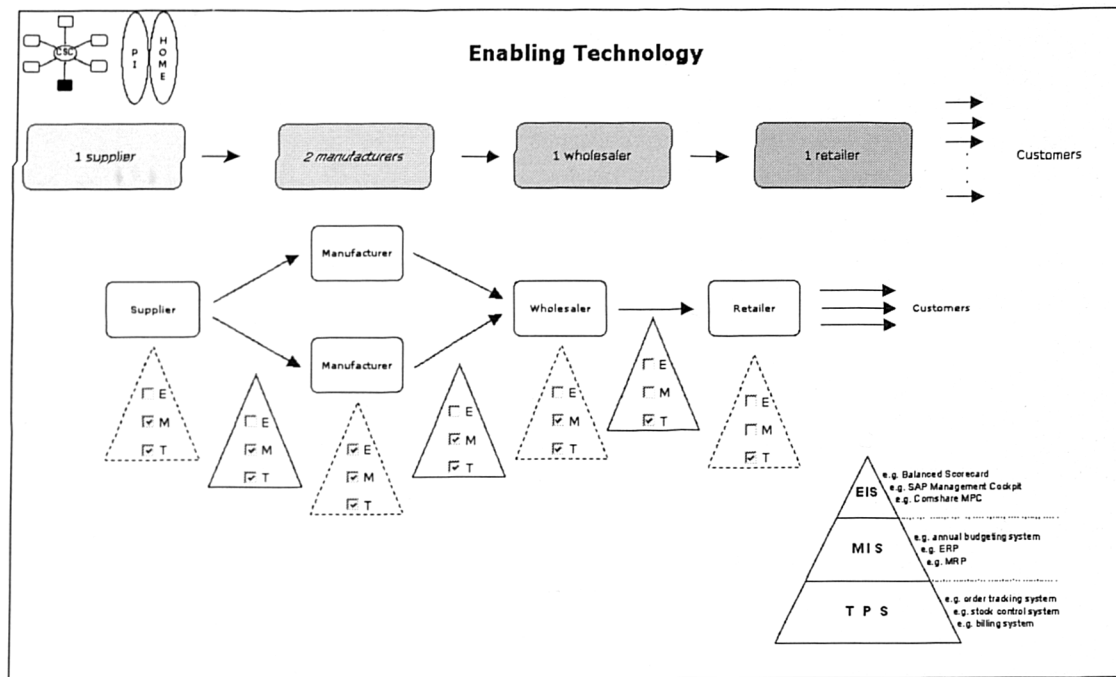 CSC
PI
HOME
Enabling Technology
1 supplier
2 manufacturers
1 wholesaler
1 retailer
Customers
Manufacturer
Supplier
Wholesaler
Retailer
Customers
Manufacturer
E
M
T
E
M
T
E
M
T
E
M
T
E
M
T
E
M
T
E
M
T
EIS
e.g. Balanced Scorecard
e.g. SAP Management Cockpit
e.g. Comshare MPC
MIS
e.g. annual budgeting system
e.g. ERP
e.g. MRP
TPS
e.g. order tracking system
e.g. stock control system
e.g. billing system